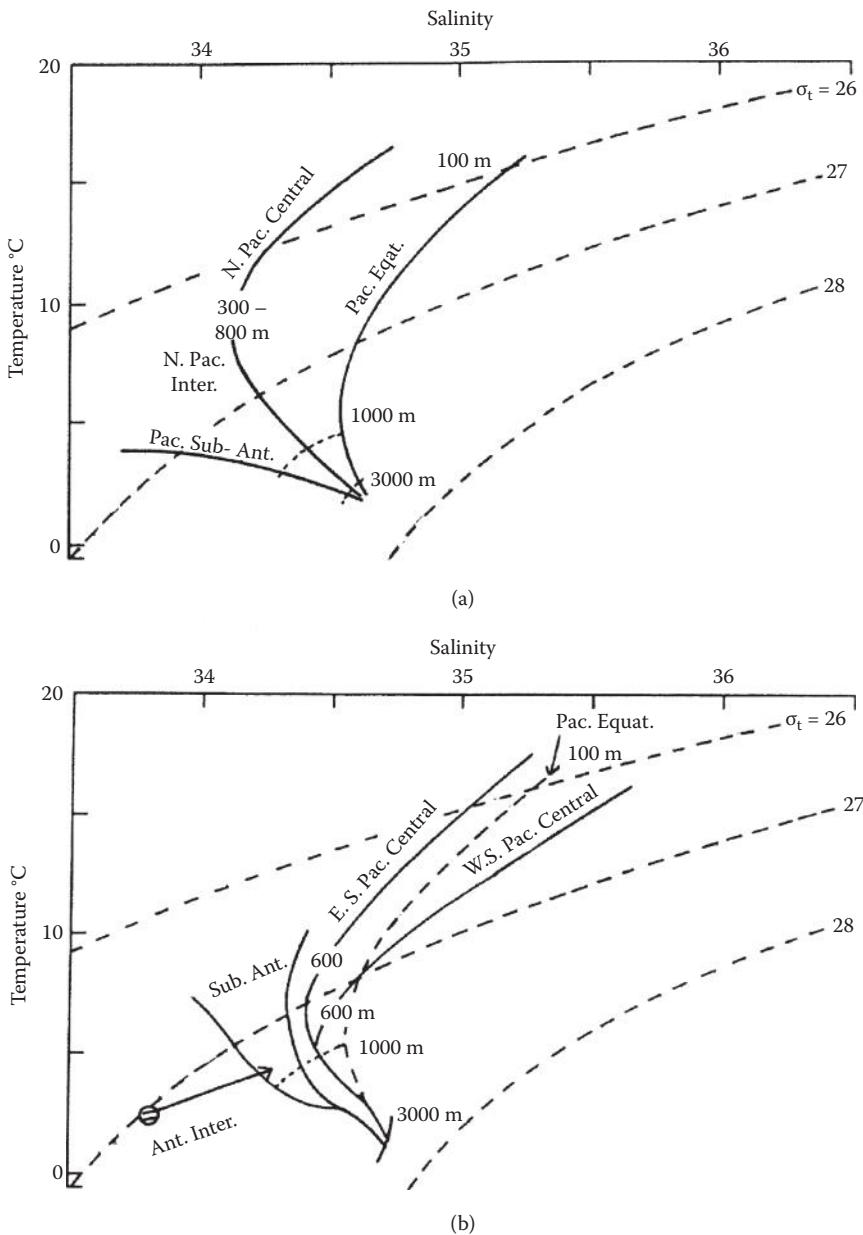 Salinity
34
35
36
20
σt = 26
100 m
27
N. Pac. Central
Pac. Eqat.
28
Temperature °C
10
300 –
800 m
N. Pac.
Inter.
1000 m
Pac. Sub- Ant.
3000 m
0
(a)
Salinity
34
35
36
20
Pac. Equat.
σt = 26
100 m
E. S. Pac. Central
W.S. Pac. Central
27
Temperature °C
10
28
600
Sub. Ant.
600 m
1000 m
Ant. Inter.
3000 m
0
(b)